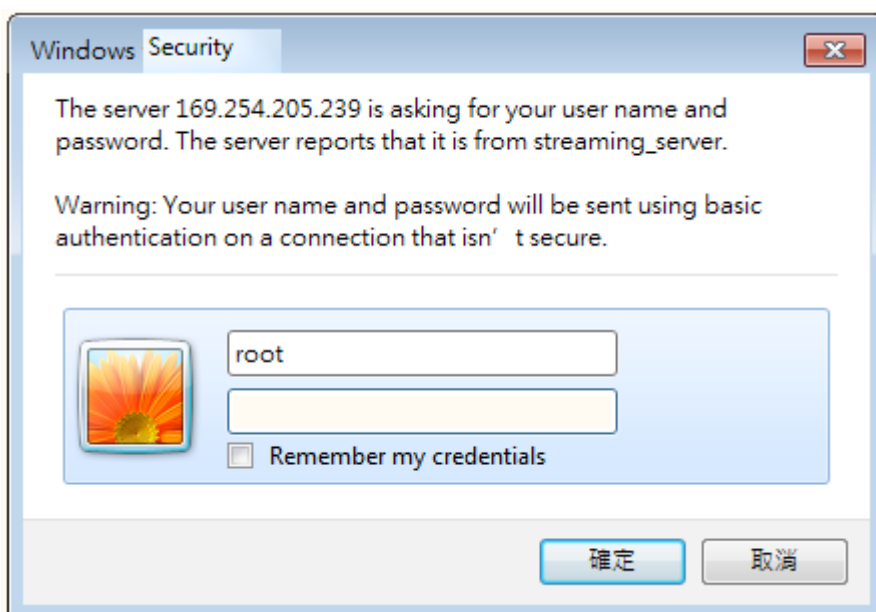 Windows Security
The server 169.254.205.239 is asking for your user name and
password. The server reports that it is from streaming_server.
Warning: Your user name and password will be sent using basic
authentication on a connection that isn’ t secure.
root
Remember my credentials
確定 取消